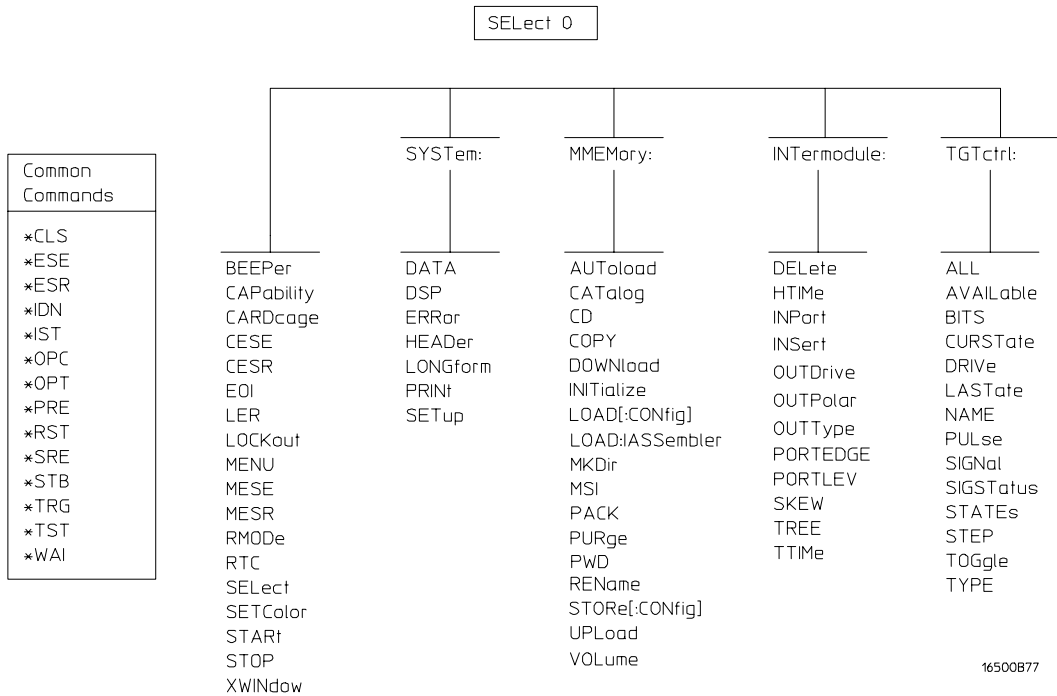 SELect 0
Common
Commands
*CLS
*ESE
*ESR
*IDN
*IST
*OPC
*OPT
*PRE
*RST
*SRE
*STB
*TRG
*TST
*WAI
BEEPer
CAPability
CARDcage
CESE
CESR
EOI
LER
LOCKout
MENU
MESE
MESR
RMODe
RTC
SELect
SETColor
STARt
STOP
XWINdow
SYSTem:
DATA
DSP
ERRor
HEADer
LONGform
PRINt
SETup
MMEMory:
AUToload
CATalog
CD
COPY
DOWNload
INITialize
LOAD[:CONfig]
LOAD:IASSembler
MKDir
MSI
PACK
PURge
PWD
REName
STORe[:CONfig]
UPLoad
VOLume
INTermodule:
DELete
HTIMe
INPort
INSert
OUTDrive
OUTPolar
OUTType
PORTEDGE
PORTLEV
SKEW
TREE
TTIMe
TGTctrl:
ALL
AVAILable
BITS
CURSTate
DRIVe
LASTate
NAME
PULse
SIGNal
SIGSTatus
STATEs
STEP
TOGgle
TYPE
16500B77